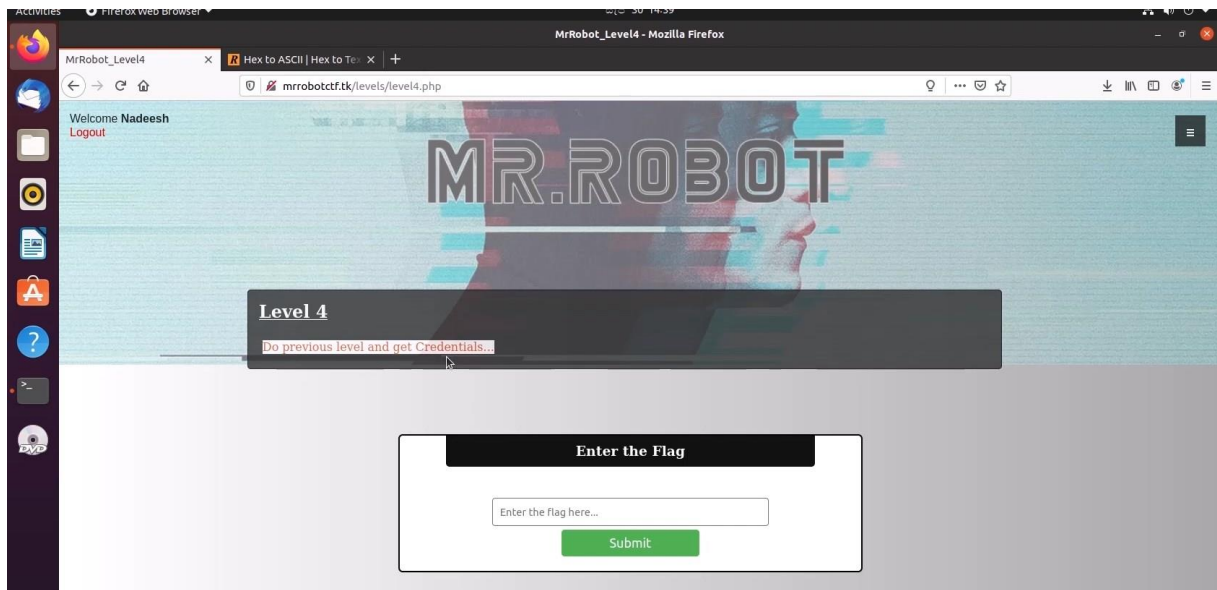 Activities Firefox Web Browser
MrRobot_Level4 - Mozilla Firefox
MrRobot_Level4
Hex to ASCII | Hex to Tex
mrrobotctf.tk/levels/level4.php
Welcome Nadeesh
Logout
MR.ROBOT
Level 4
Do previous level and get Credentials...
Enter the Flag
Enter the flag here...
Submit
DVD